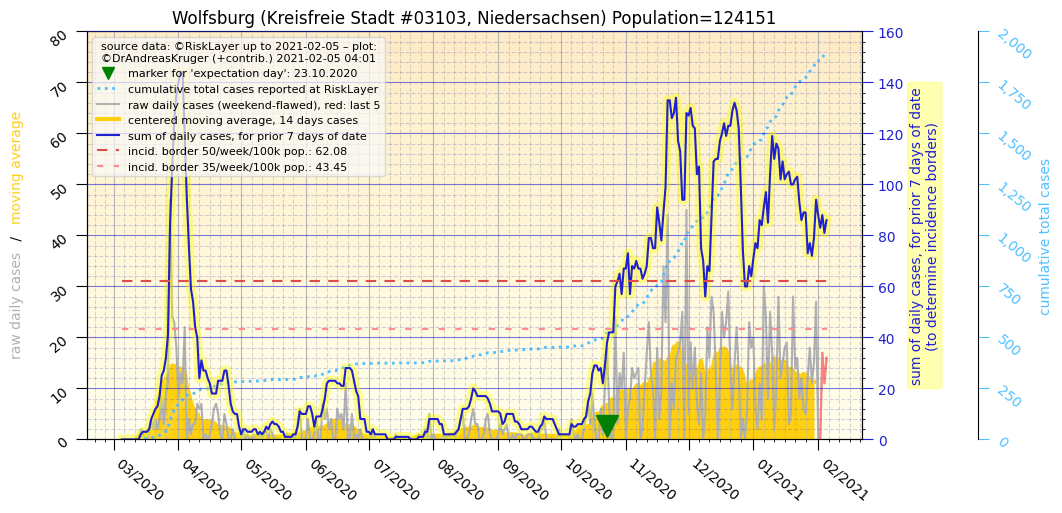 Wolfsburg (Kreisfreie Stadt #03103, Niedersachsen) Population=124151
source data: ©RiskLayer up to 2021-02-05 – plot:
©DrAndreasKruger (+contrib.) 2021-02-05 04:01
marker for 'expectation day': 23.10.2020
cumulative total cases reported at RiskLayer
raw daily cases (weekend-flawed), red: last 5
centered moving average, 14 days cases
sum of daily cases, for prior 7 days of date
incid. border 50/week/100k pop.: 62.08
incid. border 35/week/100k pop.: 43.45
raw daily cases / moving average
80
70
60
50
40
30
20
10
0
03/2020
04/2020
05/2020
06/2020
07/2020
08/2020
09/2020
10/2020
11/2020
12/2020
01/2021
02/2021
160
140
120
100
80
60
40
20
0
sum of daily cases, for prior 7 days of date
(to determine incidence borders)
2,000
1,750
1,500
1,250
1,000
750
500
250
0
cumulative total cases